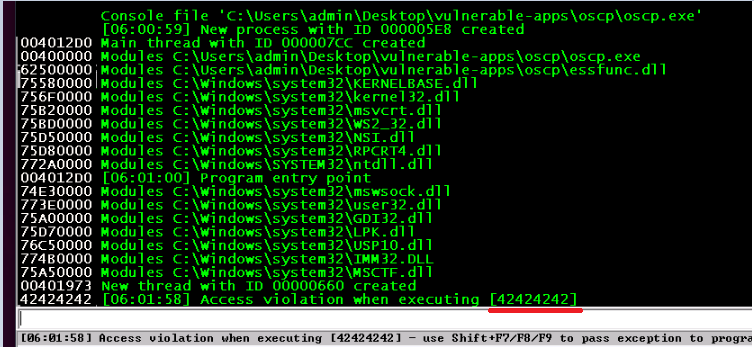 Console file 'C:\Users\admin\Desktop\vulnerable-apps\oscp\oscp.exe'
[06:00:59] New process with ID 000005E8 created
004012D0 Main thread with ID 000007CC created
00400000 Modules C:\Users\admin\Desktop\vulnerable-apps\oscp\oscp.exe
62500000 Modules C:\Users\admin\Desktop\vulnerable-apps\oscp\essfunc.dll
75580000 Modules C:\Windows\system32\KERNELBASE.dll
756F0000 Modules C:\Windows\system32\kernel32.dll
75B20000 Modules C:\Windows\system32\msvcrt.dll
75BD0000 Modules C:\Windows\system32\WS2_32.dll
75D50000 Modules C:\Windows\system32\NSI.dll
75D80000 Modules C:\Windows\system32\RPCRT4.dll
772A0000 Modules C:\Windows\SYSTEM32\ntdll.dll
004012D0 [06:01:00] Program entry point
74E30000 Modules C:\Windows\system32\mswsock.dll
773E0000 Modules C:\Windows\system32\user32.dll
75A00000 Modules C:\Windows\system32\GDI32.dll
75D70000 Modules C:\Windows\system32\LPK.dll
76C50000 Modules C:\Windows\system32\USP10.dll
774B0000 Modules C:\Windows\system32\IMM32.DLL
75A50000 Modules C:\Windows\system32\MSCTF.dll
00401973 New thread with ID 00000660 created
42424242 [06:01:58] Access violation when executing [42424242]
[06:01:58] Access violation when executing [42424242] - use Shift+F7/F8/F9 to pass exception to progra